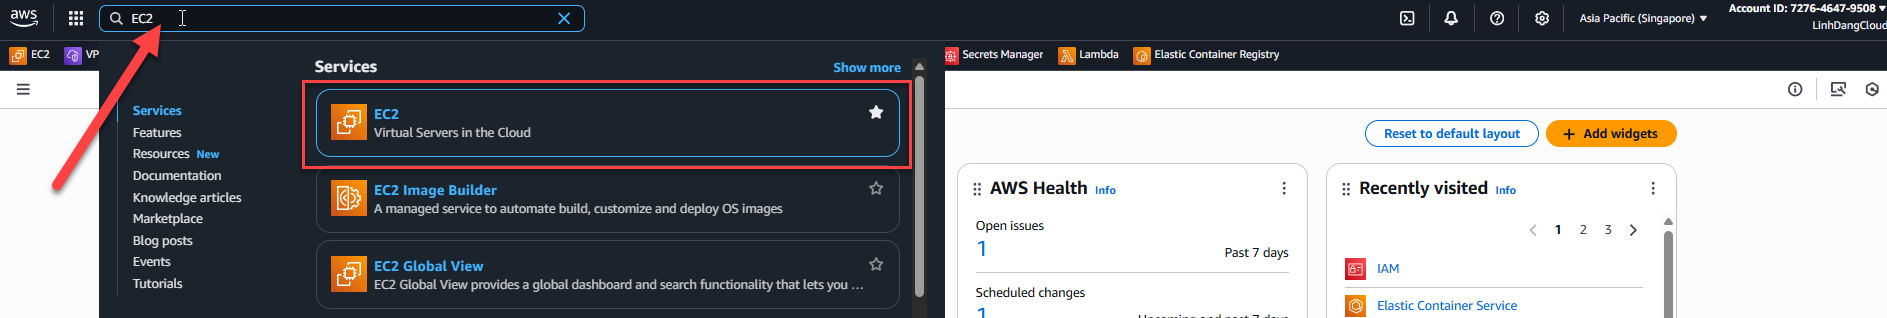 aws
EC2
Asia Pacific (Singapore)
Account ID: 7276-4647-9508
LinhDangCloud
EC2
VP
Secrets Manager
Lambda
Elastic Container Registry
Services
Show more
Services
Features
Resources New
Documentation
Knowledge articles
Marketplace
Blog posts
Events
Tutorials
EC2
Virtual Servers in the Cloud
EC2 Image Builder
A managed service to automate build, customize and deploy OS images
EC2 Global View
EC2 Global View provides a global dashboard and search functionality that lets you ...
Reset to default layout
+ Add widgets
AWS Health Info
Open issues
1
Past 7 days
Scheduled changes
1
Upcoming and past 7 days
Recently visited Info
1 2 3
IAM
Elastic Container Service